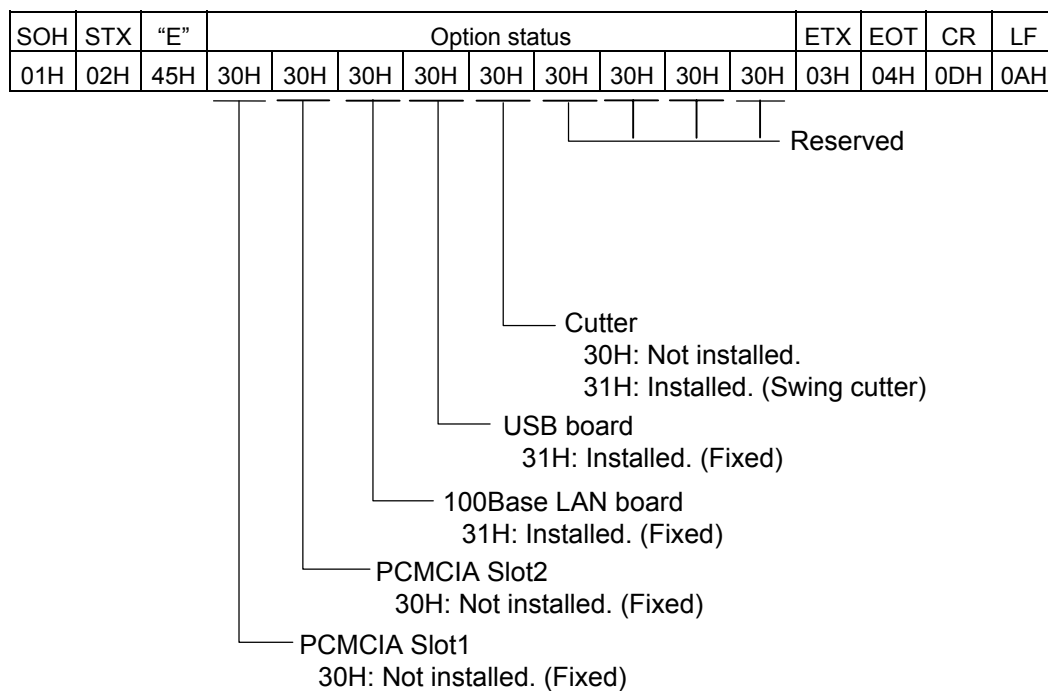 SOH STX “E” Option status ETX EOT CR LF
01H 02H 45H 30H 30H 30H 30H 30H 30H 30H 30H 30H 03H 04H 0DH 0AH
Reserved
Cutter
30H: Not installed.
31H: Installed. (Swing cutter)
USB board
31H: Installed. (Fixed)
100Base LAN board
31H: Installed. (Fixed)
PCMCIA Slot2
30H: Not installed. (Fixed)
PCMCIA Slot1
30H: Not installed. (Fixed)